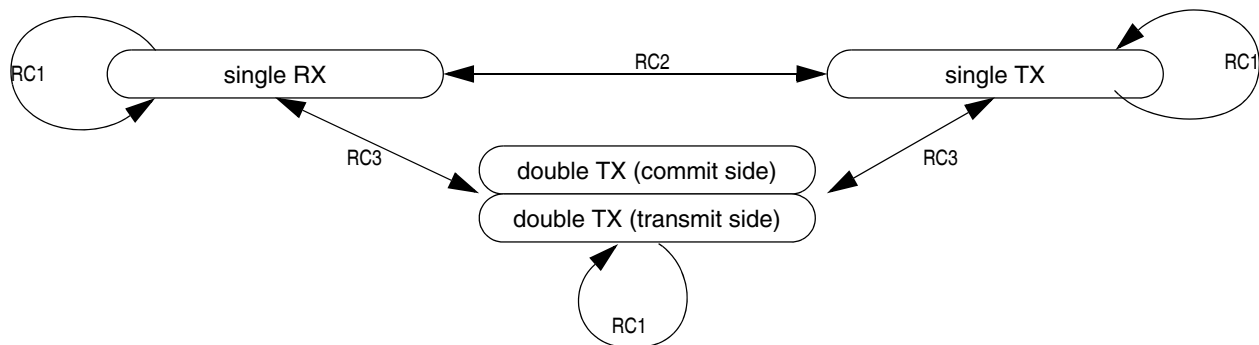 RC1
single RX
RC2
single TX
RC1
RC3
RC3
double TX (commit side)
double TX (transmit side)
RC1